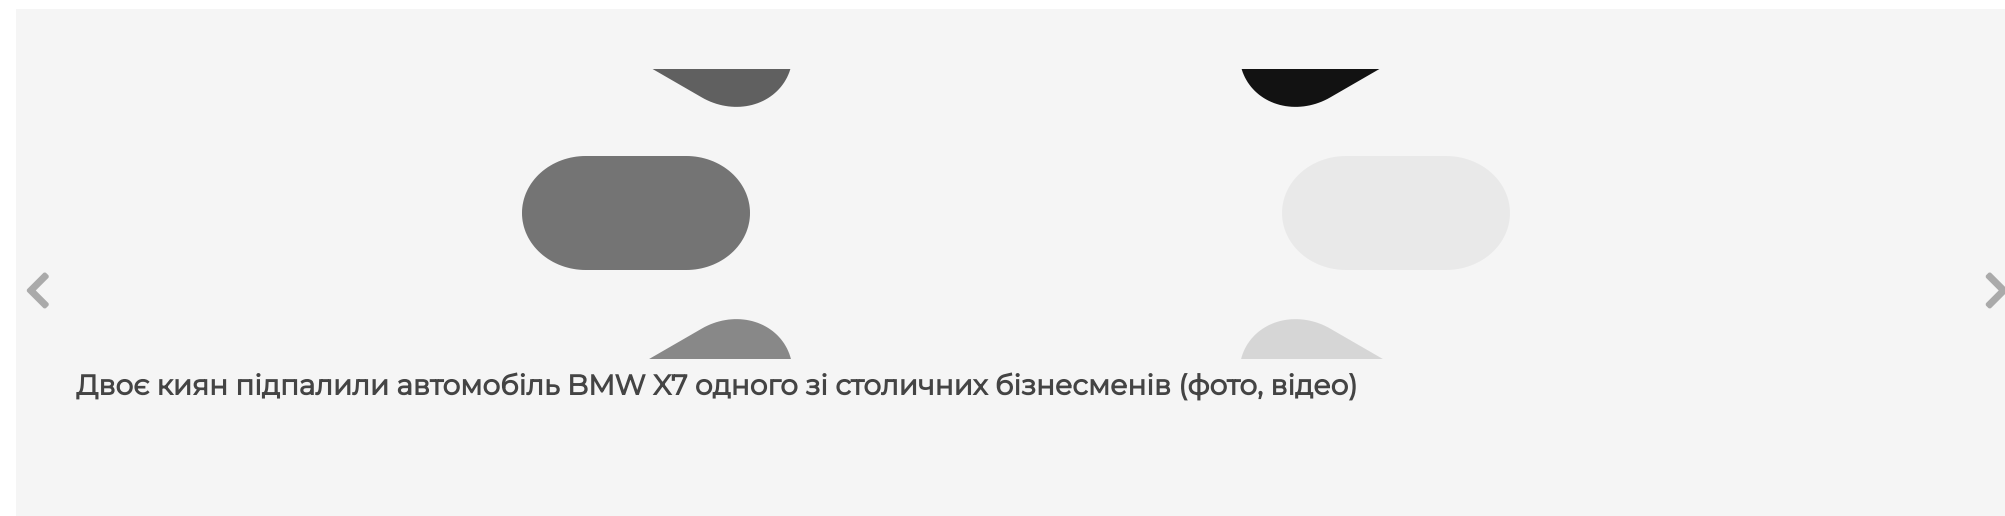 Двоє киян підпалили автомобіль BMW X7 одного зі столичних бізнесменів (фото, відео)